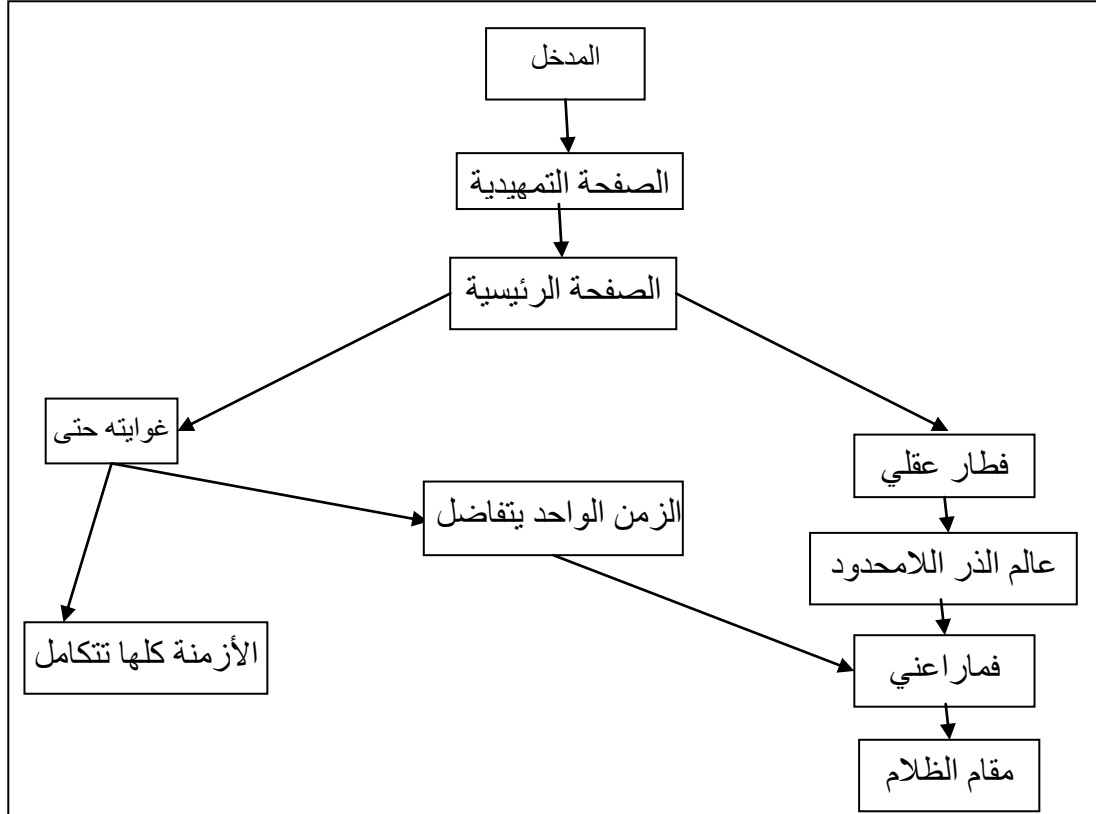 المدخل
الصفحة التمهيدية
الصفحة الرئيسية
غوايته حتى
فطار عقلي
الزمن الواحد يتفاضل
عالم الذر اللامحدود
الأزمنة كلها تتكامل
فماراعني
مقام الظلام